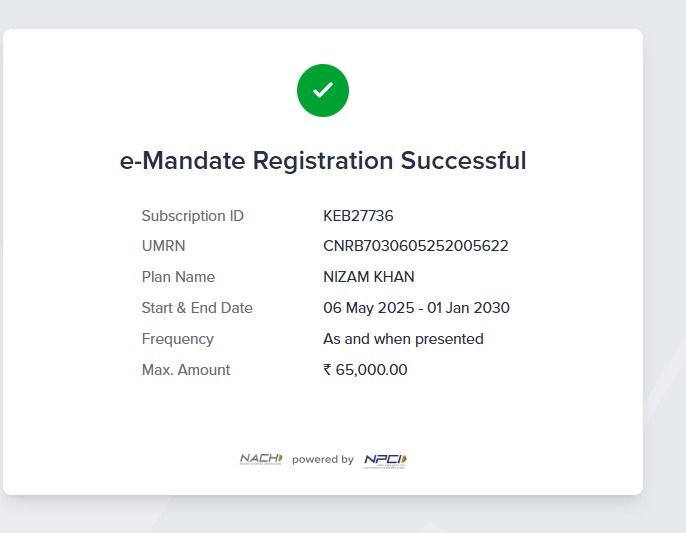 e-Mandate Registration Successful
Subscription ID KEB27736
UMRN CNRB7030605252005622
Plan Name NIZAM KHAN
Start & End Date 06 May 2025 - 01 Jan 2030
Frequency As and when presented
Max. Amount ₹ 65,000.00
NACH powered by NPCI